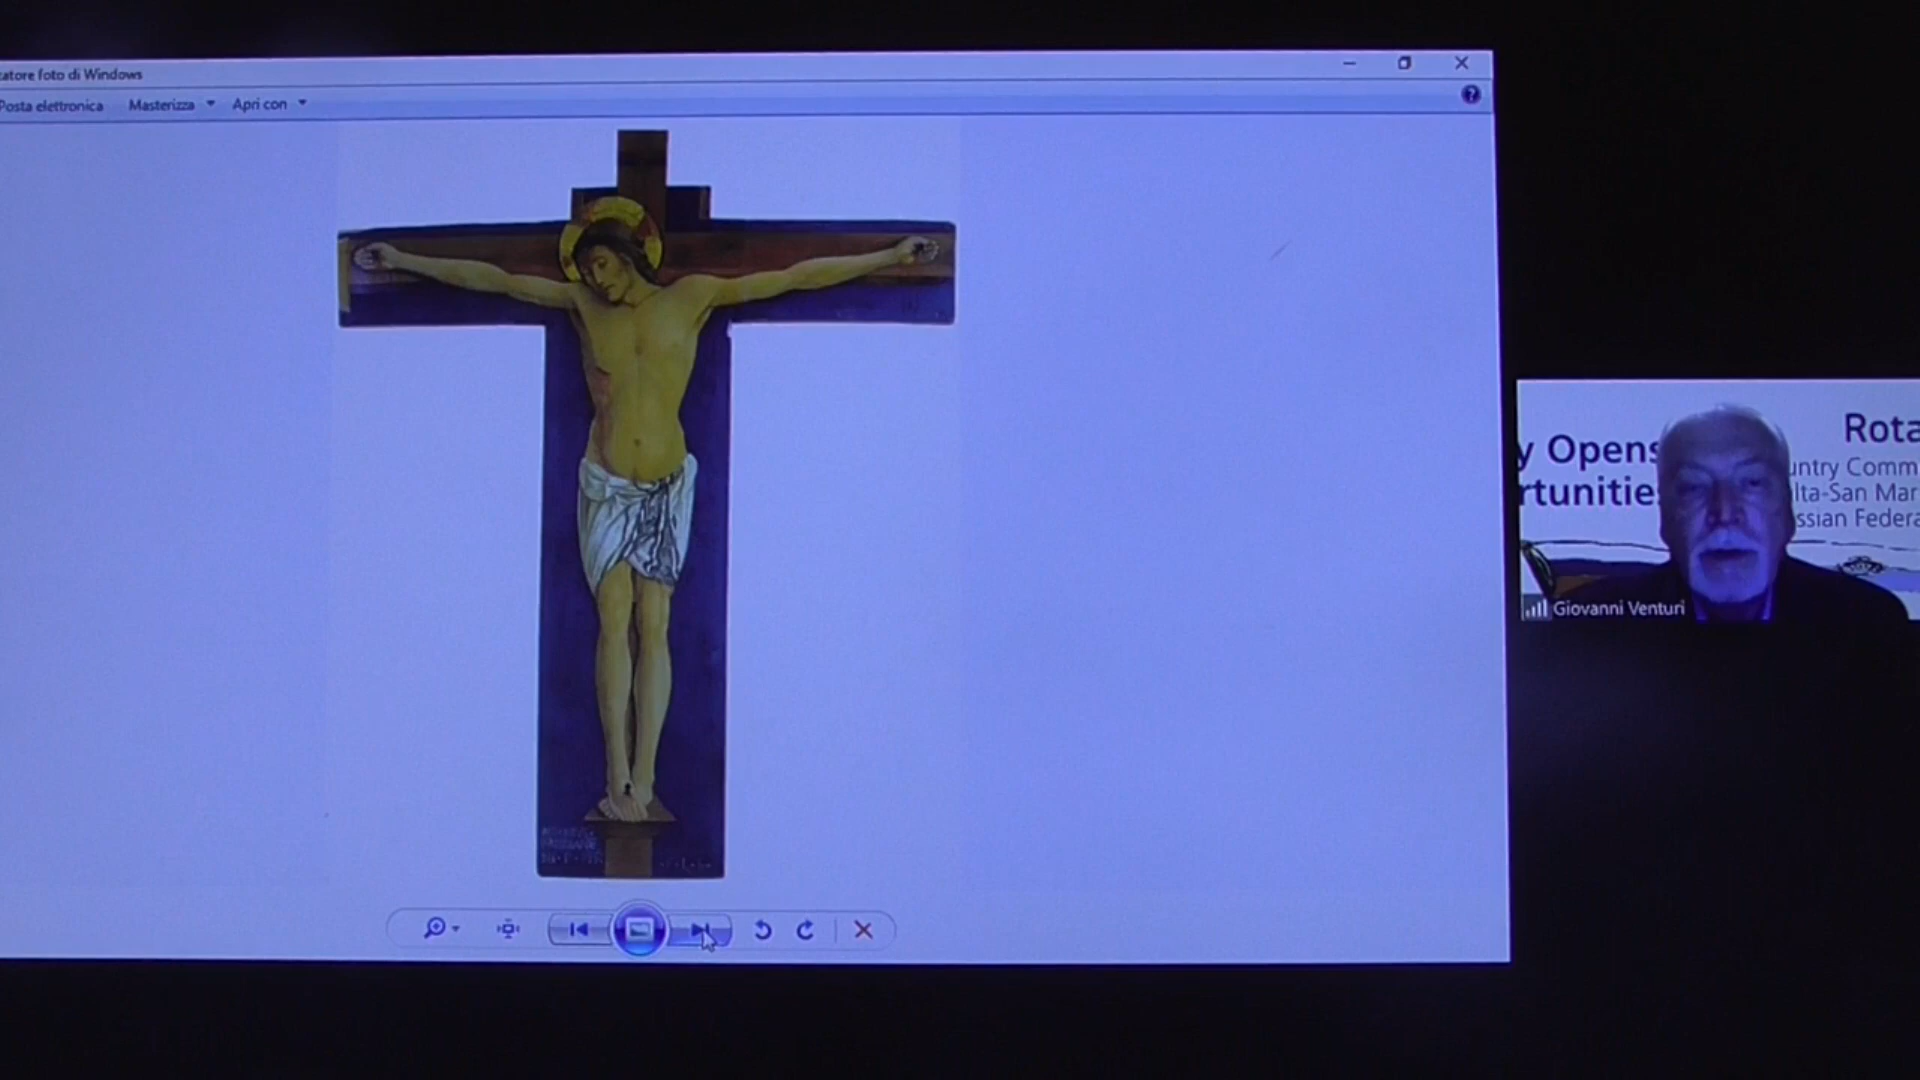 atore foto di Windows
Posta elettronica Masterizza Apri con
y Opens
rtunitie
Rota
untry Comm
lta-San Mar
ssian Federa
Giovanni Venturi